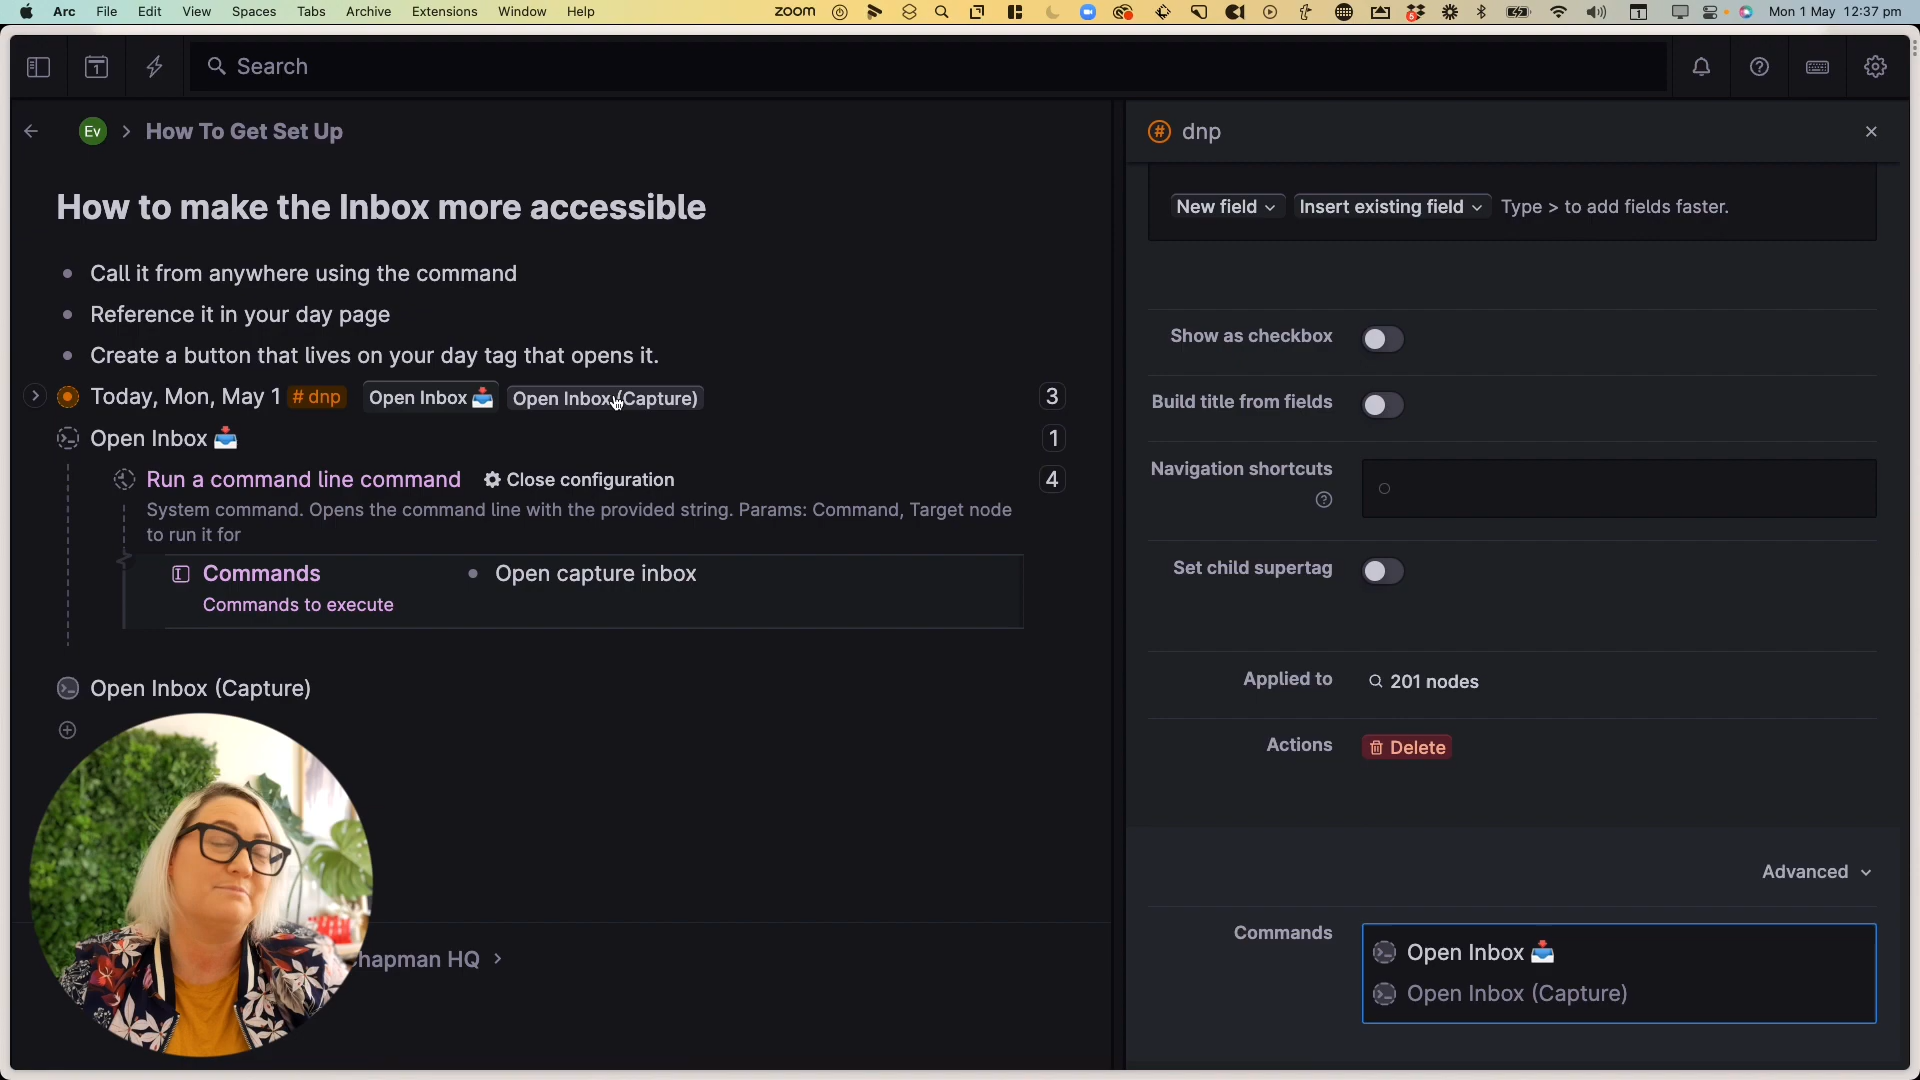 Arc File Edit View Spaces Tabs Archive Extensions Window Help zoom 5 1 Mon 1 May 12:37 pm
1 Search
Ev > How To Get Set Up
How to make the Inbox more accessible
Call it from anywhere using the command
Reference it in your day page
Create a button that lives on your day tag that opens it.
Today, Mon, May 1 # dnp Open Inbox 📥 Open Inbox (Capture) 3
Open Inbox 📥 1
Run a command line command Close configuration 4
System command. Opens the command line with the provided string. Params: Command, Target node
to run it for
Commands Open capture inbox
Commands to execute
Open Inbox (Capture)
hapman HQ >
# dnp
New field Insert existing field Type > to add fields faster.
Show as checkbox
Build title from fields
Navigation shortcuts
Set child supertag
Applied to 201 nodes
Actions Delete
Advanced
Commands Open Inbox 📥
Open Inbox (Capture)